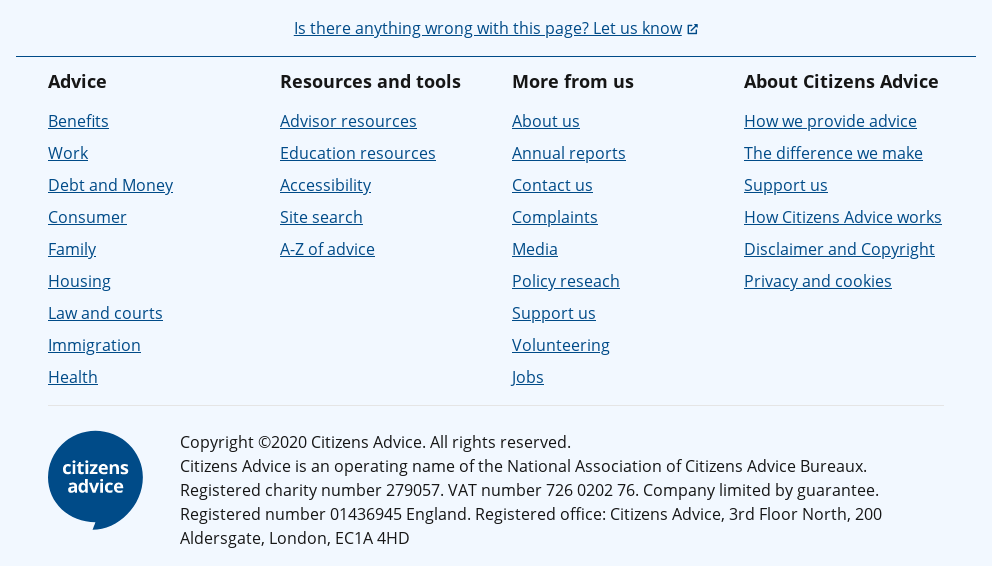 Is there anything wrong with this page? Let us know
Advice
Benefits
Work
Debt and Money
Consumer
Family
Housing
Law and courts
Immigration
Health
Resources and tools
Advisor resources
Education resources
Accessibility
Site search
A-Z of advice
More from us
About us
Annual reports
Contact us
Complaints
Media
Policy reseach
Support us
Volunteering
Jobs
About Citizens Advice
How we provide advice
The difference we make
Support us
How Citizens Advice works
Disclaimer and Copyright
Privacy and cookies
citizens
advice
Copyright ©2020 Citizens Advice. All rights reserved.
Citizens Advice is an operating name of the National Association of Citizens Advice Bureaux.
Registered charity number 279057. VAT number 726 0202 76. Company limited by guarantee.
Registered number 01436945 England. Registered office: Citizens Advice, 3rd Floor North, 200
Aldersgate, London, EC1A 4HD